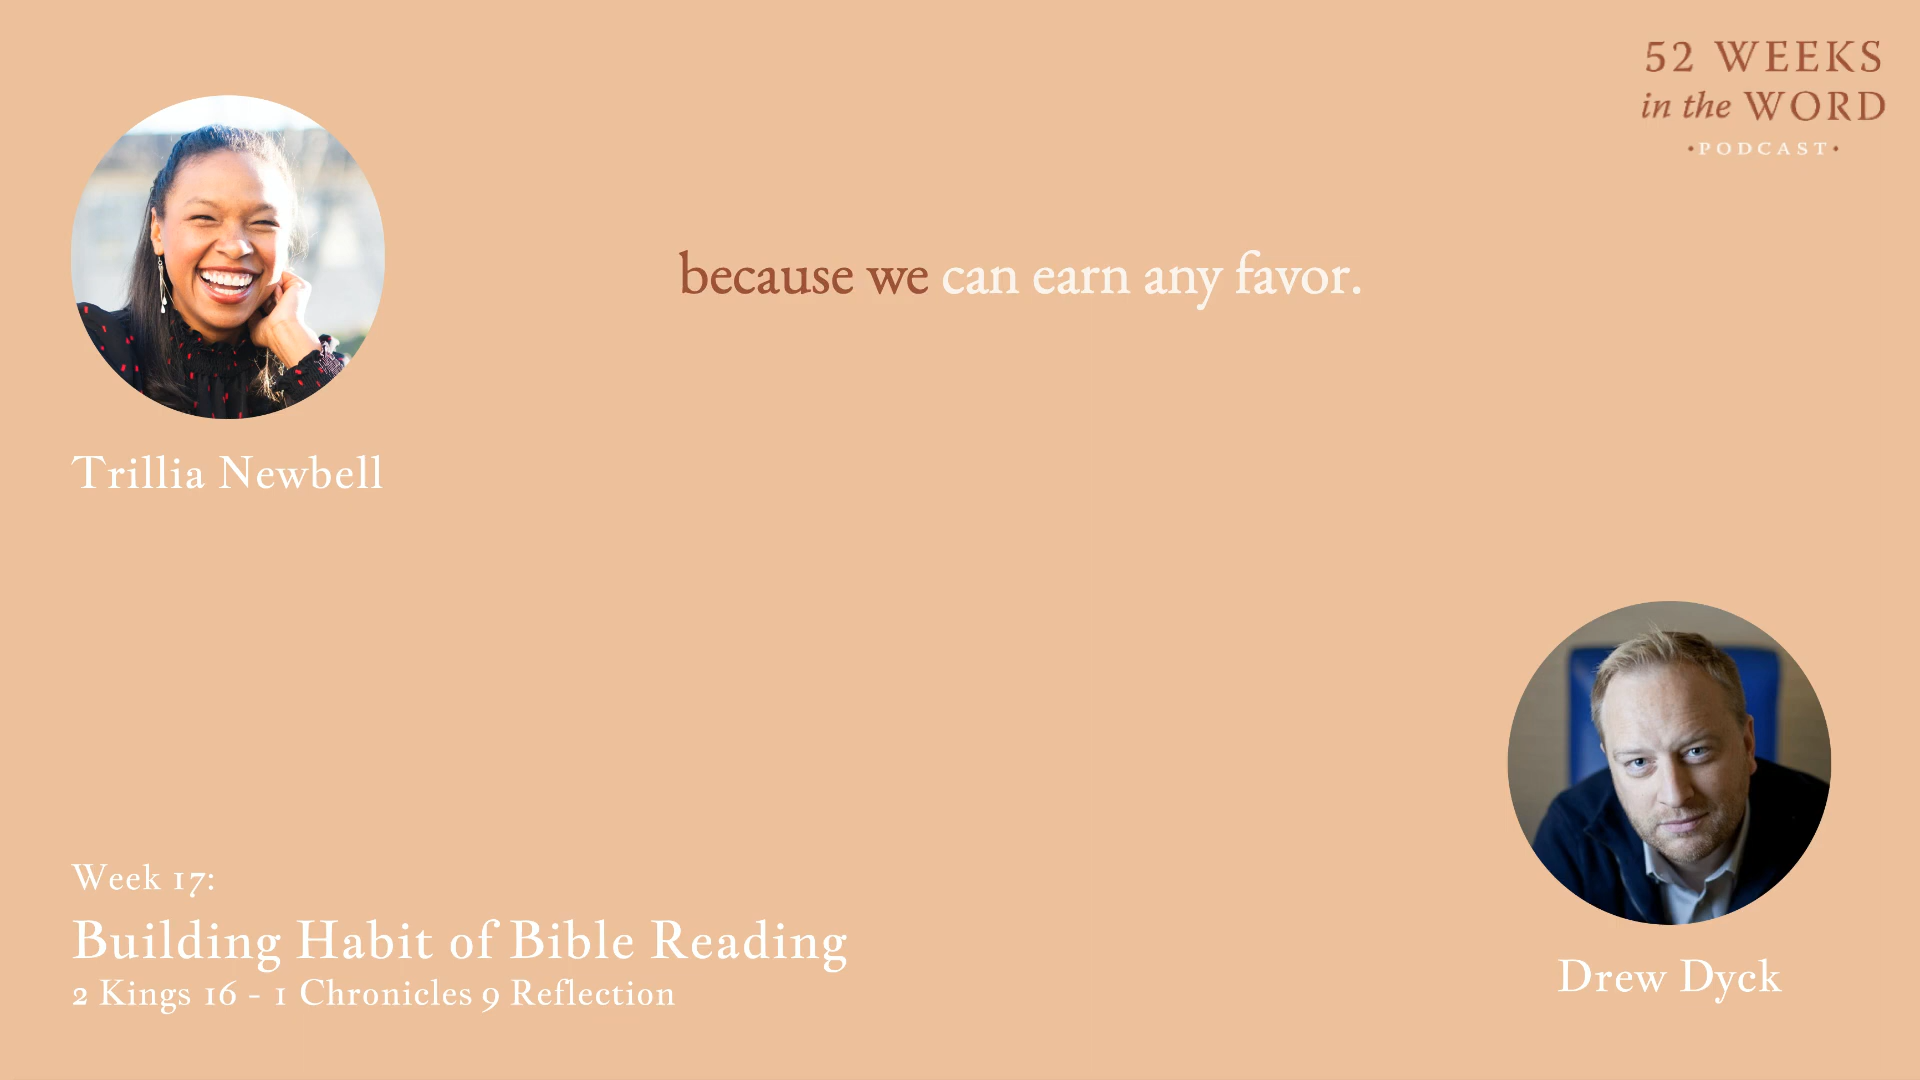 52 WEEKS
in the WORD
•PODCAST•
because we can earn any favor.
Trillia Newbell
Week 17:
Building Habit of Bible Reading
2 Kings 16 - 1 Chronicles 9 Reflection
Drew Dyck